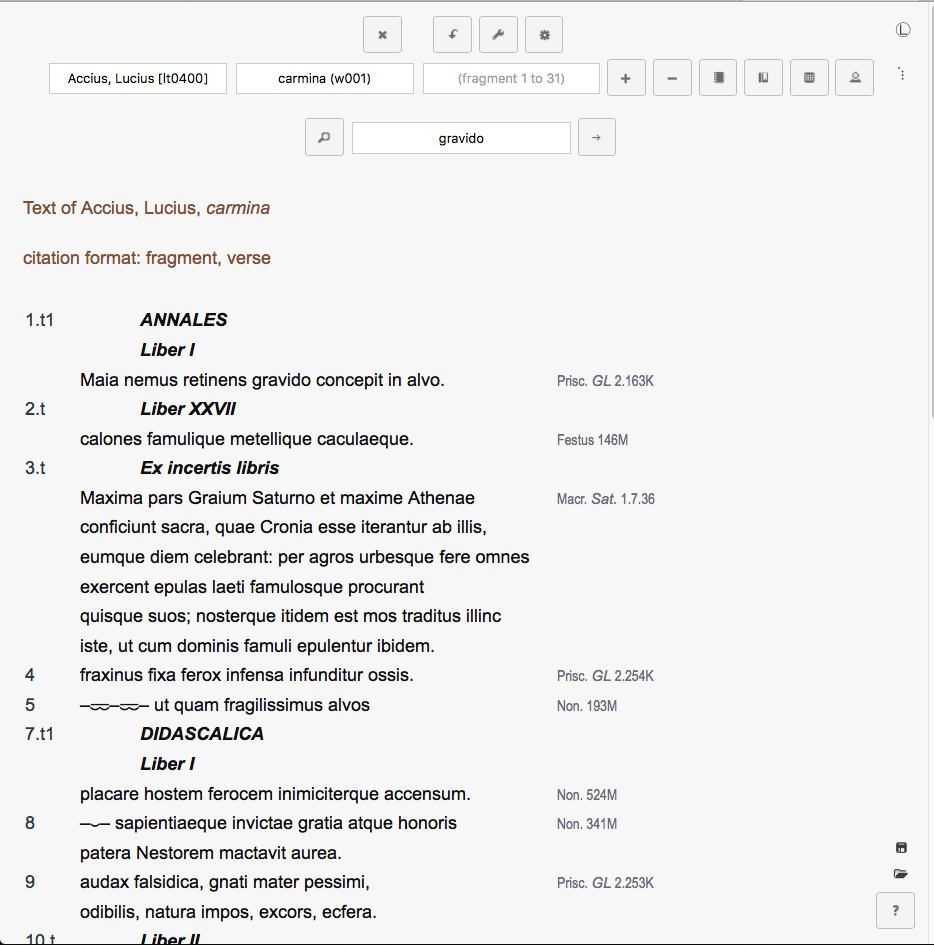 Accius, Lucius [lt0400] carmina (w001) (fragment 1 to 31)
gravido
Text of Accius, Lucius, carmina
citation format: fragment, verse
1.t1 ANNALES
Liber I
Maia nemus retinens gravido concepit in alvo. Prisc. GL 2.163K
2.t Liber XXVII
calones famulique metellique caculaeque. Festus 146M
3.t Ex incertis libris
Maxima pars Graium Saturno et maxime Athenae Macr. Sat. 1.7.36
conficiunt sacra, quae Cronia esse iterantur ab illis,
eumque diem celebrant: per agros urbesque fere omnes
exercent epulas laeti famulosque procurant
quisque suos; nosterque itidem est mos traditus illinc
iste, ut cum dominis famuli epulentur ibidem.
4 fraxinus fixa ferox infensa infunditur ossis. Prisc. GL 2.254K
5 –⏕–⏕– ut quam fragilissimus alvos Non. 193M
7.t1 DIDASCALICA
Liber I
placare hostem ferocem inimiciterque accensum. Non. 524M
8 –⏑– sapientiaeque invictae gratia atque honoris Non. 341M
patera Nestorem mactavit aurea.
9 audax falsidica, gnati mater pessimi, Prisc. GL 2.253K
odibilis, natura impos, excors, ecfera.
10.t Liber II
?